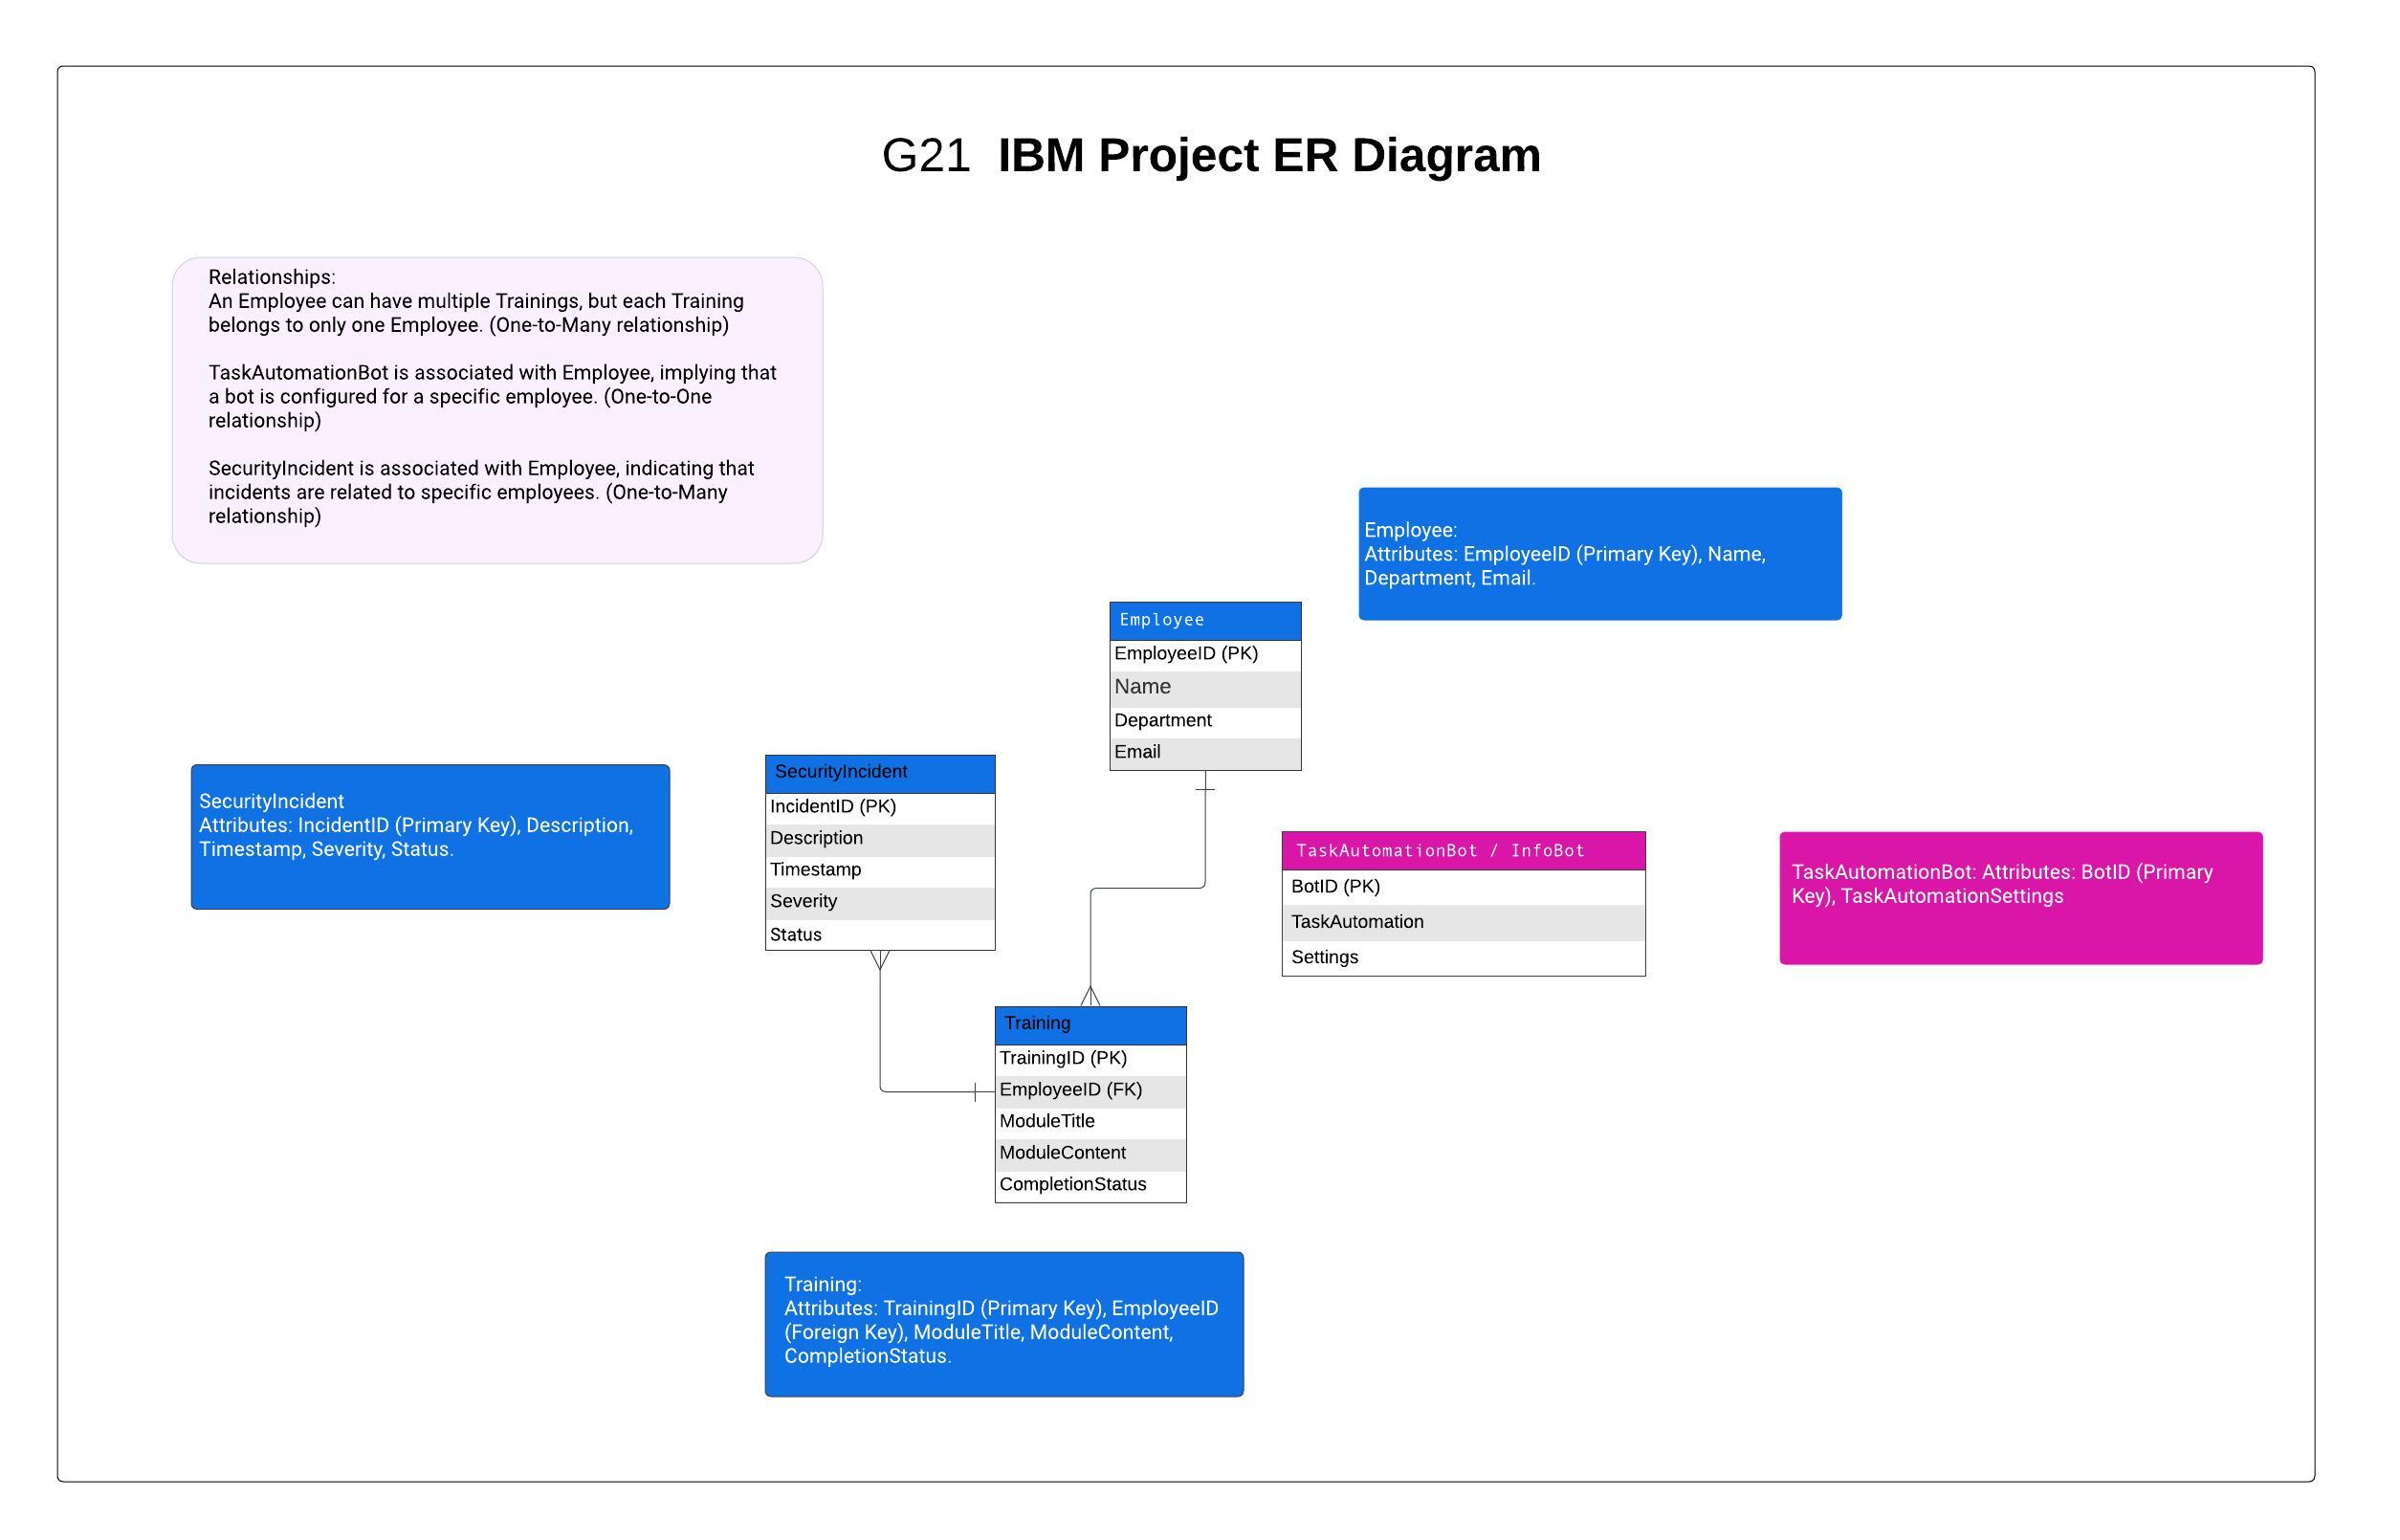 G21 IBM Project ER Diagram
Relationships:
An Employee can have multiple Trainings, but each Training
belongs to only one Employee. (One-to-Many relationship)
TaskAutomationBot is associated with Employee, implying that
a bot is configured for a specific employee. (One-to-One
relationship)
SecurityIncident is associated with Employee, indicating that
incidents are related to specific employees. (One-to-Many
relationship)
Employee:
Attributes: EmployeeID (Primary Key), Name,
Department, Email.
Employee
EmployeeID (PK)
Name
Department
Email
SecurityIncident
Attributes: IncidentID (Primary Key), Description,
Timestamp, Severity, Status.
SecurityIncident
IncidentID (PK)
Description
Timestamp
Severity
Status
TaskAutomationBot / InfoBot
BotID (PK)
TaskAutomation
Settings
TaskAutomationBot: Attributes: BotID (Primary
Key), TaskAutomationSettings
Training
TrainingID (PK)
EmployeeID (FK)
ModuleTitle
ModuleContent
CompletionStatus
Training:
Attributes: TrainingID (Primary Key), EmployeeID
(Foreign Key), ModuleTitle, ModuleContent,
CompletionStatus.